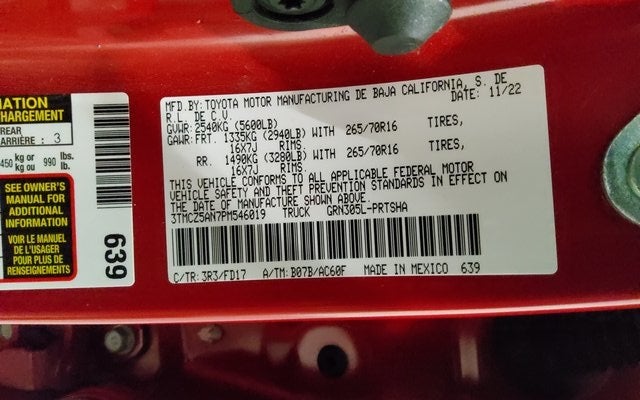 MATION
CHARGEMENT
REAR
ARRIÈRE : 3
450 kg or 990 lbs.
kg ou lb.
SEE OWNER'S
MANUAL FOR
ADDITIONAL
INFORMATION
VOIR LE MANUEL
DE L'USAGER
POUR PLUS DE
RENSEIGNEMENTS
639
MFD.BY:TOYOTA MOTOR MANUFACTURING DE BAJA CALIFORNIA, S. DE
R.L. DE C.V. DATE: 11/22
GVWR:2540KG (5600LB)
GAWR:FRT. 1335KG (2940LB) WITH 265/70R16 TIRES,
16X7J RIMS.
RR. 1490KG (3280LB) WITH 265/70R16 TIRES,
16X7J RIMS.
THIS VEHICLE CONFORMS TO ALL APPLICABLE FEDERAL MOTOR
VEHICLE SAFETY AND THEFT PREVENTION STANDARDS IN EFFECT ON
THE DATE OF MANUFACTURE SHOWN ABOVE
3TMCZ5AN7PM546019 TRUCK GRN305L-PRTSHA
C/TR:3R3/FD17 A/TM:B07B/AC60F MADE IN MEXICO 639